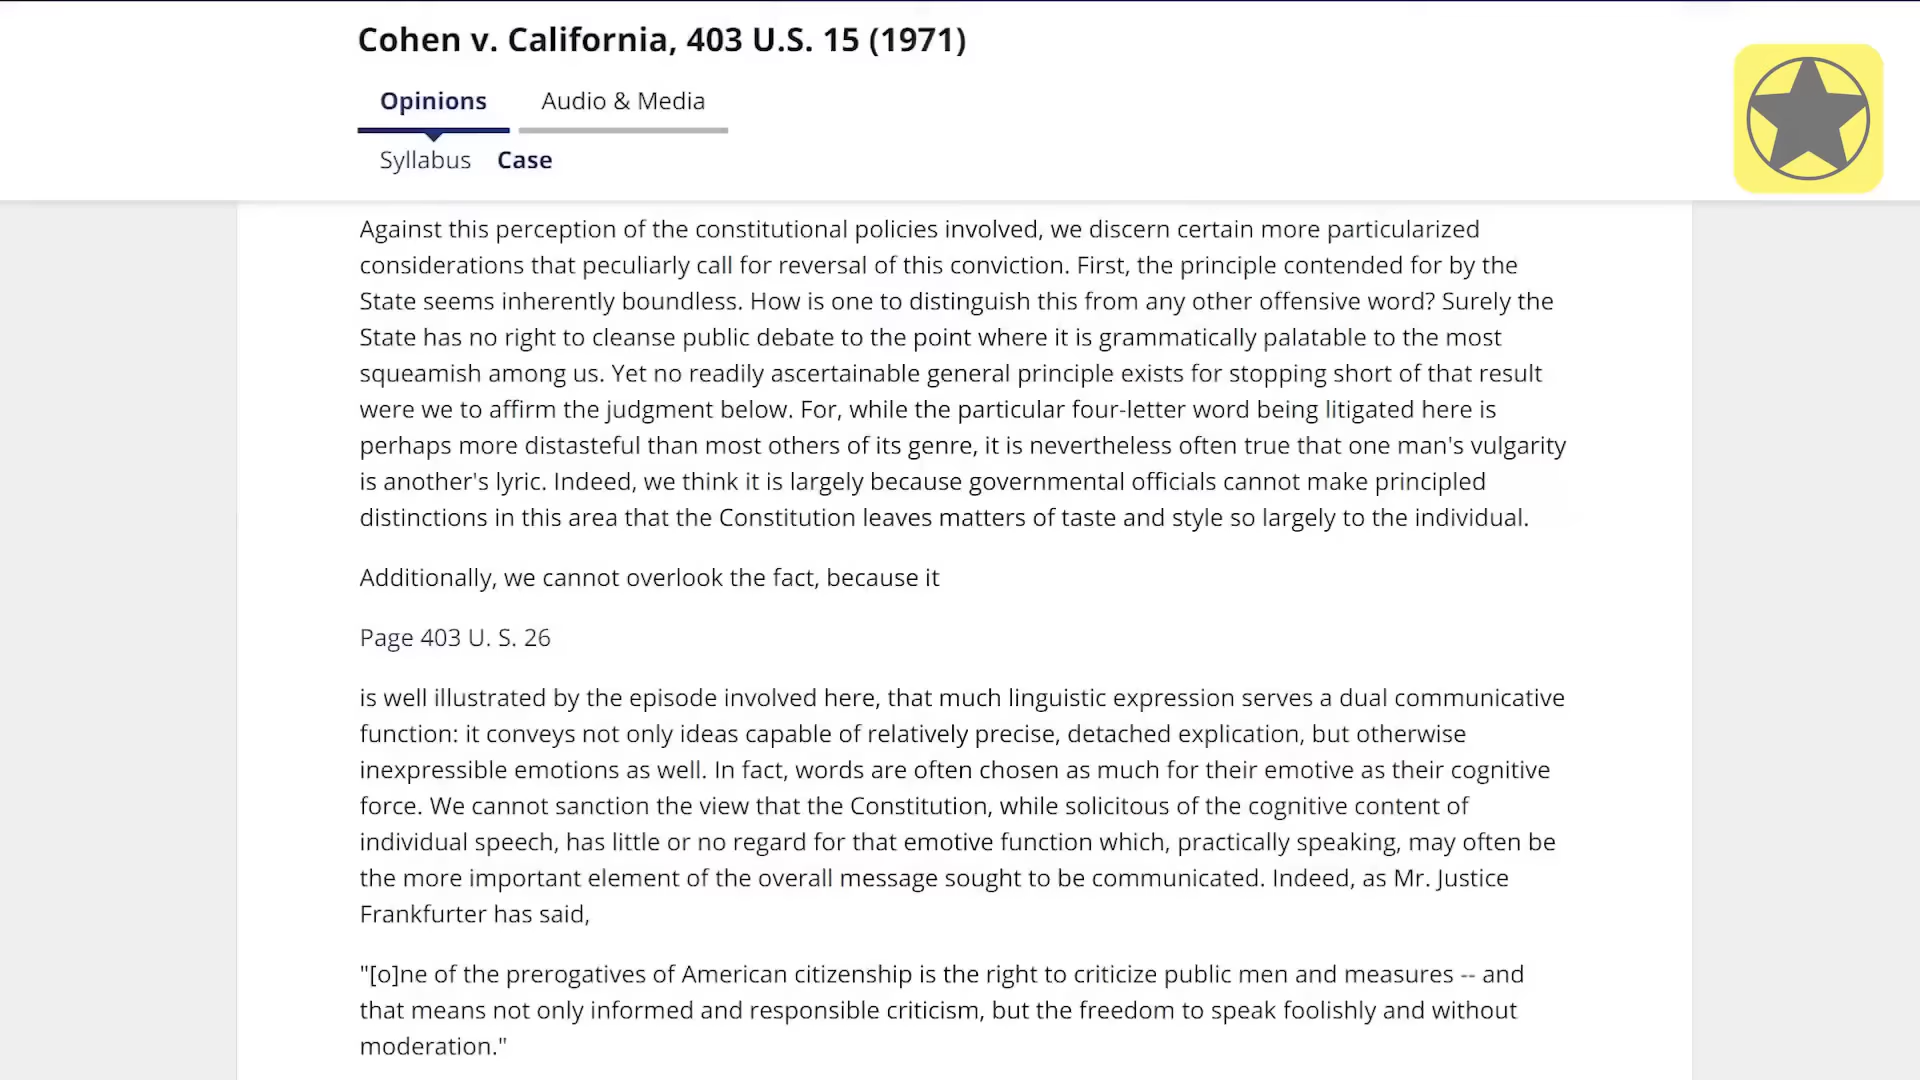 Cohen v. California, 403 U.S. 15 (1971)
Opinions Audio & Media
Syllabus Case
Against this perception of the constitutional policies involved, we discern certain more particularized
considerations that peculiarly call for reversal of this conviction. First, the principle contended for by the
State seems inherently boundless. How is one to distinguish this from any other offensive word? Surely the
State has no right to cleanse public debate to the point where it is grammatically palatable to the most
squeamish among us. Yet no readily ascertainable general principle exists for stopping short of that result
were we to affirm the judgment below. For, while the particular four-letter word being litigated here is
perhaps more distasteful than most others of its genre, it is nevertheless often true that one man's vulgarity
is another's lyric. Indeed, we think it is largely because governmental officials cannot make principled
distinctions in this area that the Constitution leaves matters of taste and style so largely to the individual.
Additionally, we cannot overlook the fact, because it
Page 403 U. S. 26
is well illustrated by the episode involved here, that much linguistic expression serves a dual communicative
function: it conveys not only ideas capable of relatively precise, detached explication, but otherwise
inexpressible emotions as well. In fact, words are often chosen as much for their emotive as their cognitive
force. We cannot sanction the view that the Constitution, while solicitous of the cognitive content of
individual speech, has little or no regard for that emotive function which, practically speaking, may often be
the more important element of the overall message sought to be communicated. Indeed, as Mr. Justice
Frankfurter has said,
"[o]ne of the prerogatives of American citizenship is the right to criticize public men and measures -- and
that means not only informed and responsible criticism, but the freedom to speak foolishly and without
moderation."